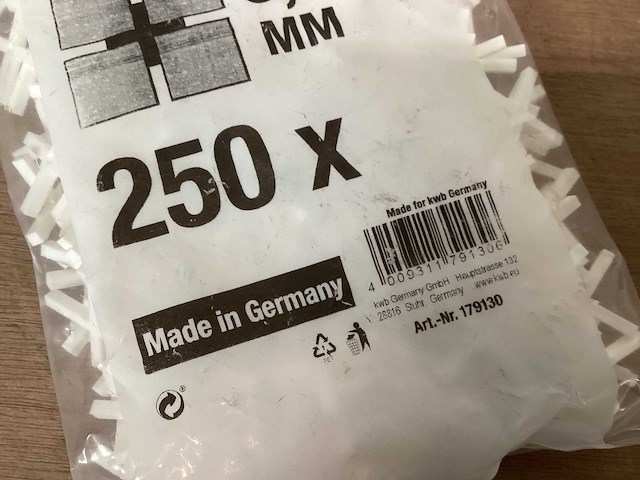 MM
250 x
Made for kwb Germany
4 009311 791306
kwb Germany GmbH Hauptstrasse 132
28816 Stuhr, Germany www.kwb.eu
Art.-Nr. 179130
Made in Germany